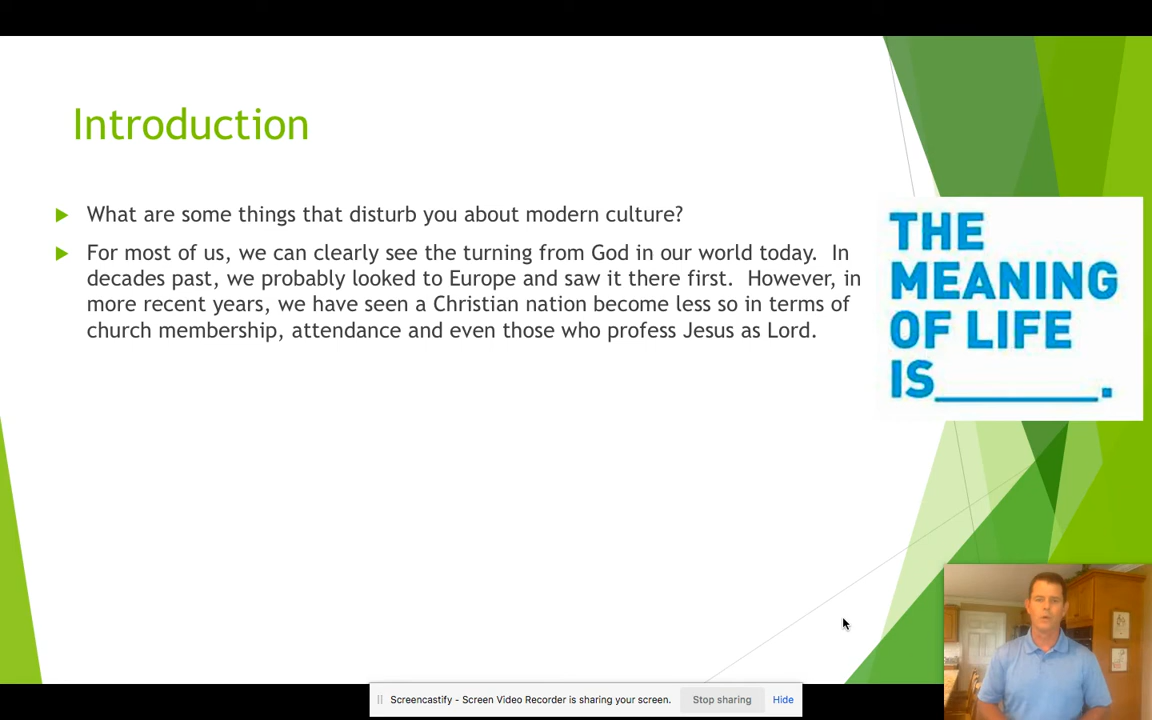 Introduction
What are some things that disturb you about modern culture?
For most of us, we can clearly see the turning from God in our world today.  In
decades past, we probably looked to Europe and saw it there first.  However, in
more recent years, we have seen a Christian nation become less so in terms of
church membership, attendance and even those who profess Jesus as Lord.
THE
MEANING
OF LIFE
IS______.
Screencastify - Screen Video Recorder is sharing your screen. Stop sharing Hide